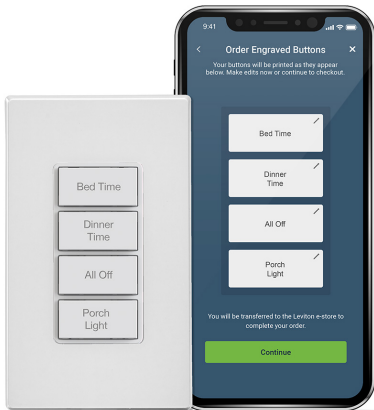 Bed Time
Dinner
Time
All Off
Porch
Light
9:41
Order Engraved Buttons
Your buttons will be printed as they appear
below. Make edits now or continue to checkout.
Bed Time
Dinner
Time
All Off
Porch
Light
You will be transferred to the Leviton e-store to
complete your order.
Continue